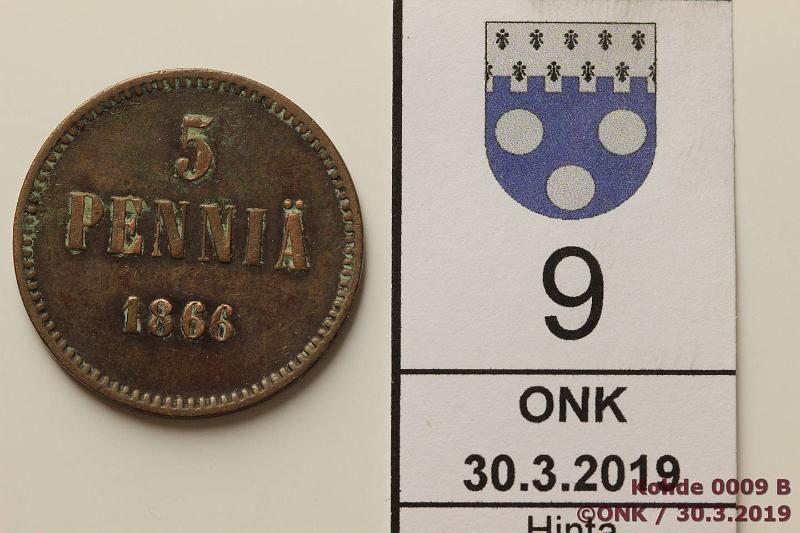 5
PENNIÄ
1866
9
ONK
30.3.2019
Hinta
Kohde 0009 B
©ONK / 30.3.2019